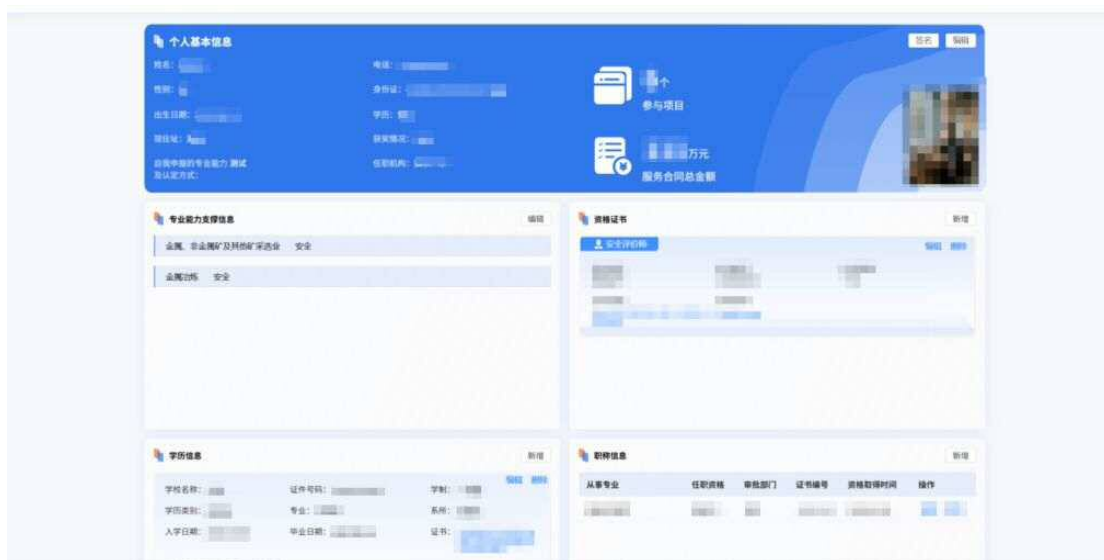 个人基本信息
签名 编辑
姓名：
电话：
性别：
身份证：
个
参与项目
出生日期：
学历：
现住址：
获奖情况：
万元
服务合同总金额
自我申报的专业能力 测试
及认定方式：
任职机构：
专业能力支撑信息 编辑
金属、非金属矿及其他矿采选业 安全
金属冶炼 安全
资格证书 新增
安全评价师
编辑 删除
学历信息 新增
编辑 删除
学校名称：
证件号码：
学制：
学历类别：
专业：
系所：
入学日期：
毕业日期：
证书：
职称信息 新增
从事专业 任职资格 审批部门 证书编号 资格取得时间 操作